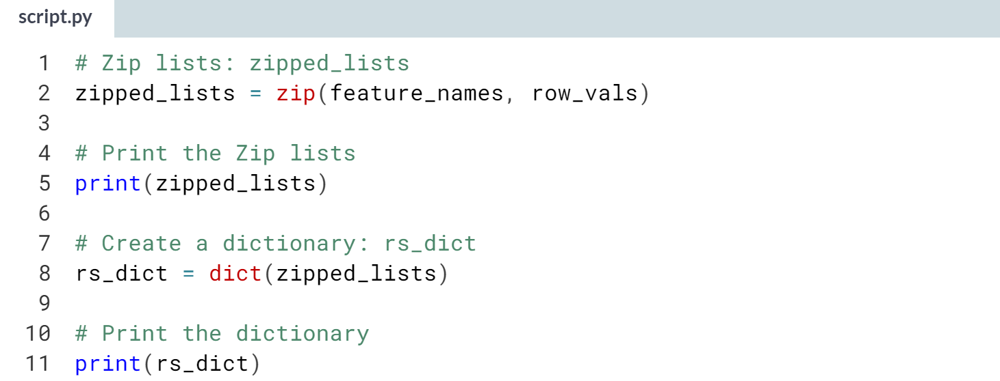 script.py
1 # Zip lists: zipped_lists
2 zipped_lists = zip(feature_names, row_vals)
3
4 # Print the Zip lists
5 print(zipped_lists)
6
7 # Create a dictionary: rs_dict
8 rs_dict = dict(zipped_lists)
9
10 # Print the dictionary
11 print(rs_dict)